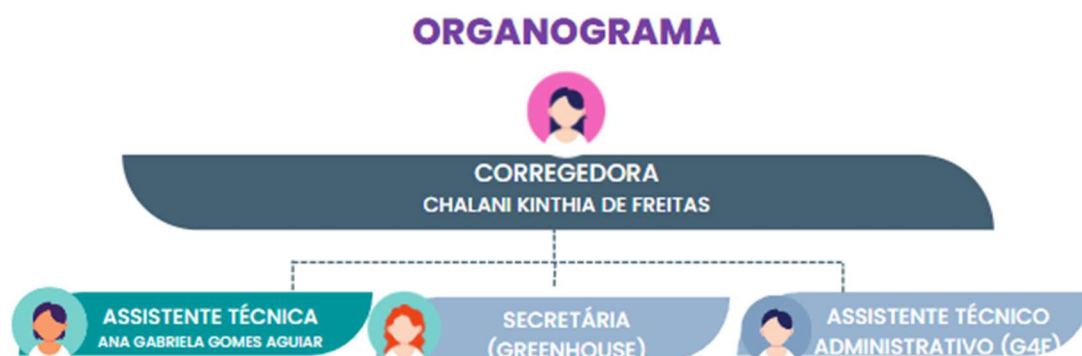 ORGANOGRAMA
CORREGEDORA
CHALANI KINTHIA DE FREITAS
ASSISTENTE TÉCNICA
ANA GABRIELA GOMES AGUIAR
SECRETÁRIA
(GREENHOUSE)
ASSISTENTE TÉCNICO
ADMINISTRATIVO (G4F)